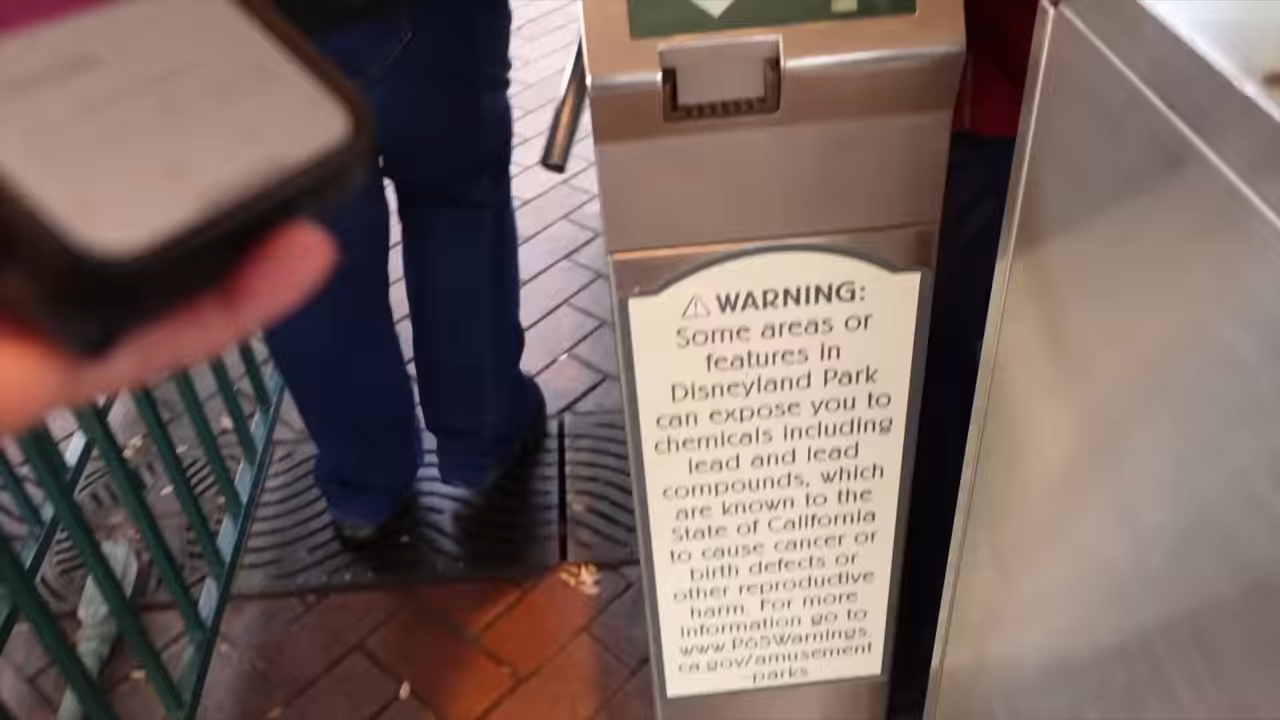 ⚠ WARNING:
Some areas or
features in
Disneyland Park
can expose you to
chemicals including
lead and lead
compounds, which
are known to the
State of California
to cause cancer or
birth defects or
other reproductive
harm. For more
information go to
www.P65Warnings.
ca.gov/amusement
-parks